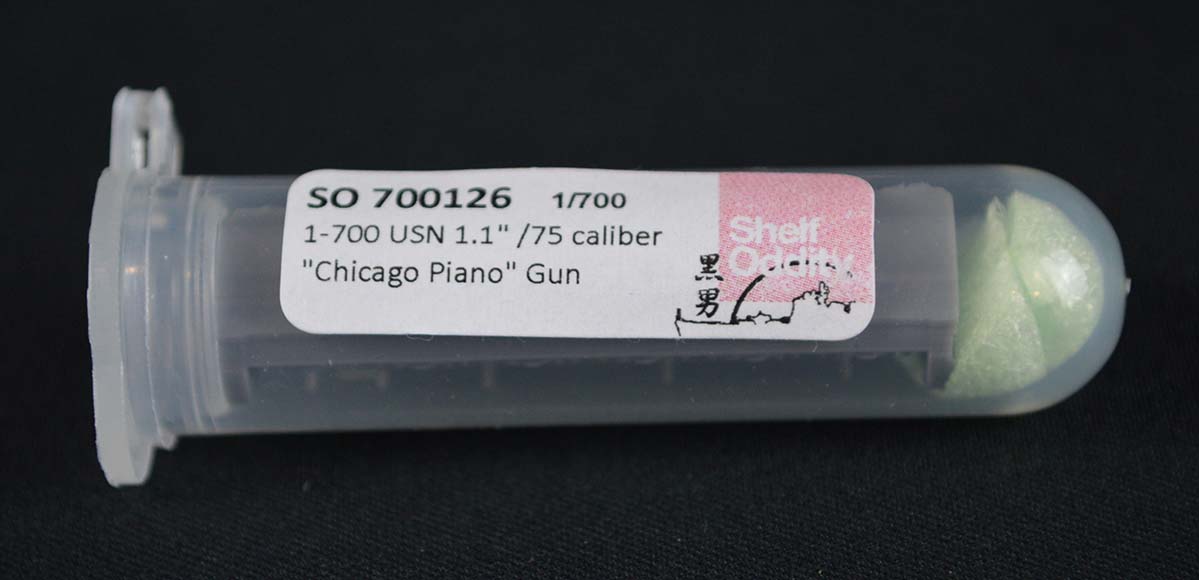 SO 700126 1/700
1-700 USN 1.1" /75 caliber
"Chicago Piano" Gun
Shelf
Oddity
黒
男